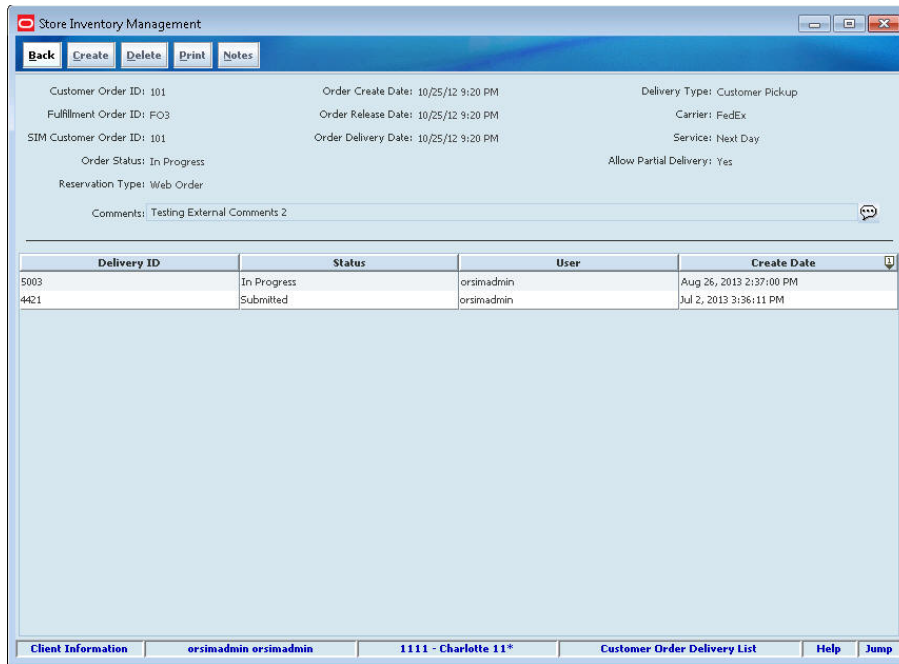 Store Inventory Management
Back Create Delete Print Notes
Customer Order ID: 101 Order Create Date: 10/25/12 9:20 PM Delivery Type: Customer Pickup
Fulfillment Order ID: FO3 Order Release Date: 10/25/12 9:20 PM Carrier: FedEx
SIM Customer Order ID: 101 Order Delivery Date: 10/25/12 9:20 PM Service: Next Day
Order Status: In Progress Allow Partial Delivery: Yes
Reservation Type: Web Order
Comments: Testing External Comments 2
Delivery ID Status User Create Date 1
5003 In Progress orsimadmin Aug 26, 2013 2:37:00 PM
4421 Submitted orsimadmin Jul 2, 2013 3:36:11 PM
Client Information orsimadmin orsimadmin 1111 - Charlotte 11* Customer Order Delivery List Help Jump